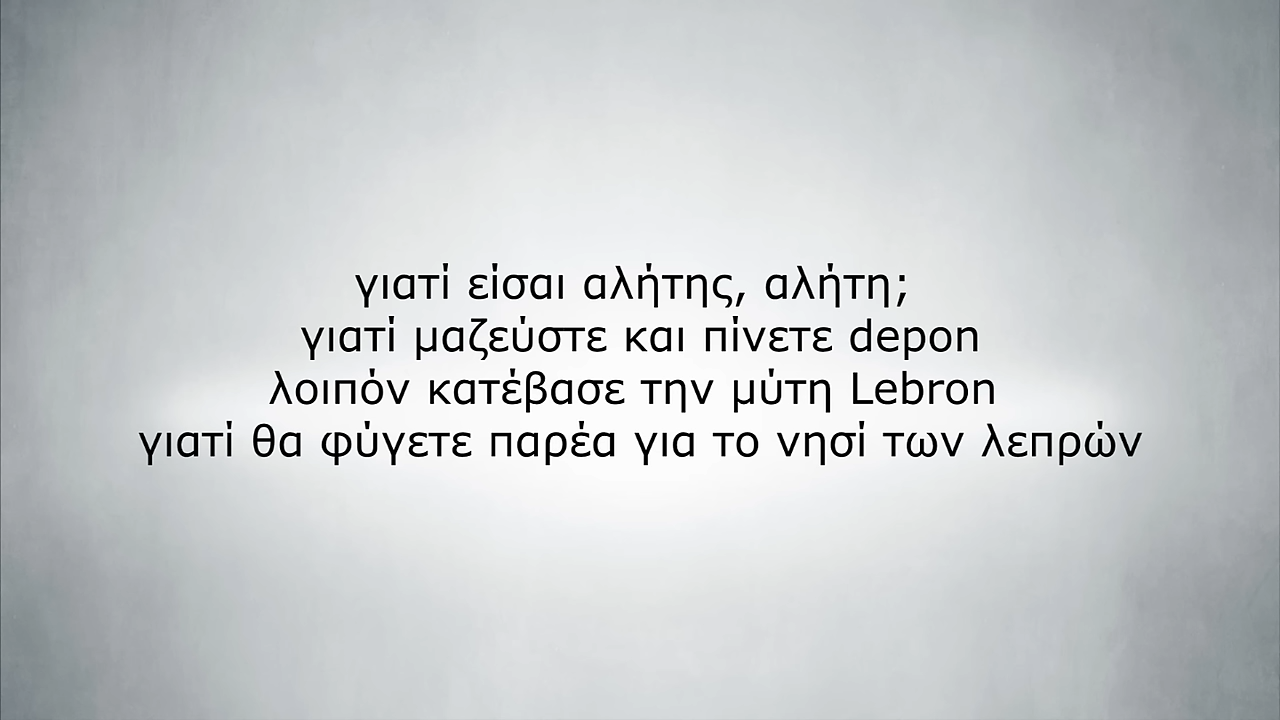 γιατί είσαι αλήτης, αλήτη;
γιατί μαζεύστε και πίνετε depon
λοιπόν κατέβασε την μύτη Lebron
γιατί θα φύγετε παρέα για το νησί των λεπρών